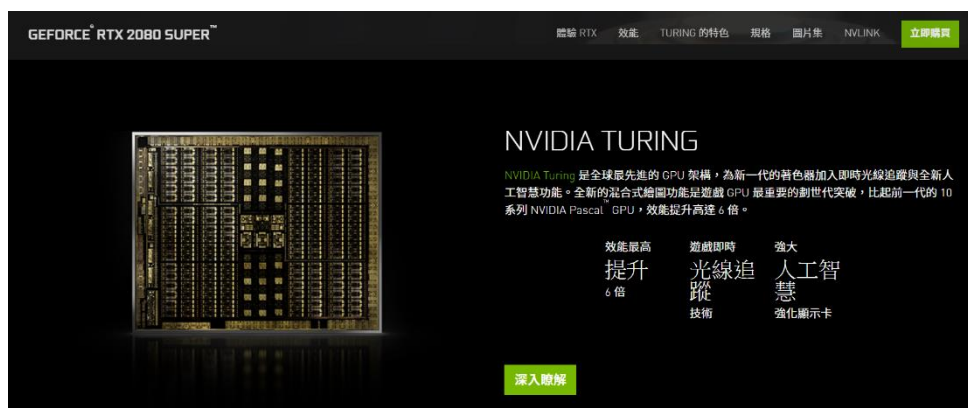 GEFORCE® RTX 2080 SUPER™
體驗 RTX 效能 TURING 的特色 規格 圖片集 NVLINK 立即購買
NVIDIA TURING
NVIDIA Turing 是全球最先進的 GPU 架構，為新一代的著色器加入即時光線追蹤與全新人
工智慧功能。全新的混合式繪圖功能是遊戲 GPU 最重要的劃世代突破，比起前一代的 10
系列 NVIDIA Pascal™ GPU，效能提升高達 6 倍。
效能最高
提升
6 倍
遊戲即時
光線追
蹤
技術
強大
人工智
慧
強化顯示卡
深入瞭解